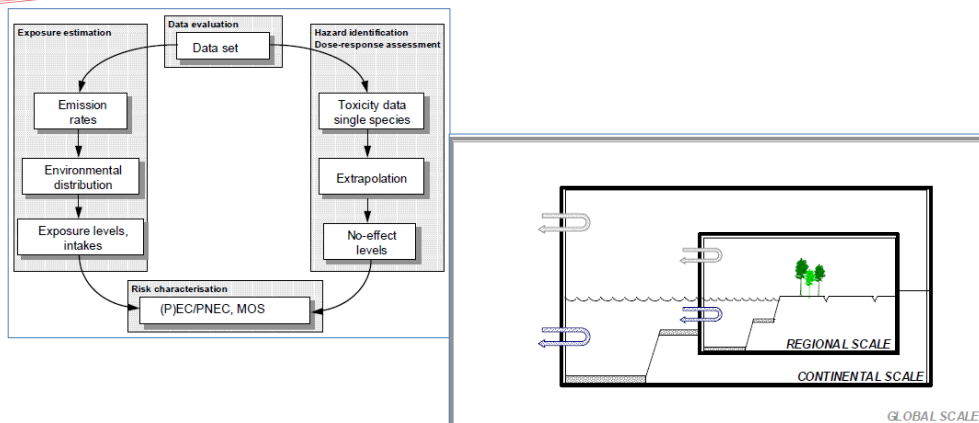 Data evaluation
Data set
Exposure estimation
Emission
rates
Environmental
distribution
Exposure levels,
intakes
Hazard identification
Dose-response assessment
Toxicity data
single species
Extrapolation
No-effect
levels
Risk characterisation
(P)EC/PNEC, MOS
REGIONAL SCALE
CONTINENTAL SCALE
GLOBAL SCALE